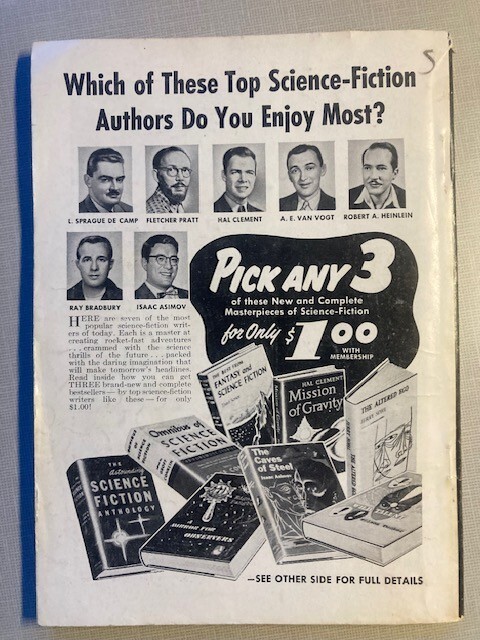 Which of These Top Science-Fiction
Authors Do You Enjoy Most?
L. SPRAGUE DE CAMP
FLETCHER PRATT
HAL CLEMENT
A. E. VAN VOGT
ROBERT A. HEINLEIN
RAY BRADBURY
ISAAC ASIMOV
HERE are seven of the most
popular science-fiction writ-
ers of today. Each is a master at
creating rocket-fast adventures
. . . crammed with the science
thrills of the future . . . packed
with the daring imagination that
will make tomorrow's headlines.
Read inside how you can get
THREE brand-new and complete
bestsellers—by top science-fiction
writers like these—for only
$1.00!
PICK ANY 3
of these New and Complete
Masterpieces of Science-Fiction
for Only $1.00
WITH
MEMBERSHIP
THE BEST FROM
FANTASY and
SCIENCE FICTION
HAL CLEMENT
Mission
of Gravity
THE ALTERED EGO
Omnibus of
SCIENCE
FICTION
THE
Astounding
SCIENCE
FICTION
ANTHOLOGY
A MIRROR FOR
OBSERVERS
The
Caves
of Steel
Isaac Asimov
—SEE OTHER SIDE FOR FULL DETAILS